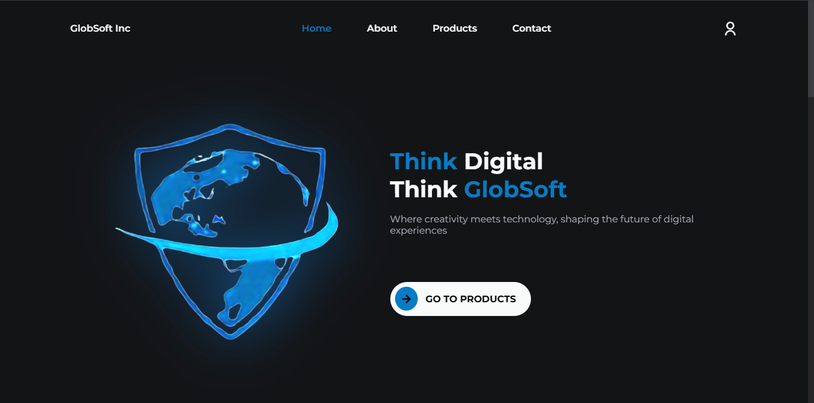 GlobSoft Inc
Home
About
Products
Contact
Think Digital
Think GlobSoft
Where creativity meets technology, shaping the future of digital
experiences
GO TO PRODUCTS